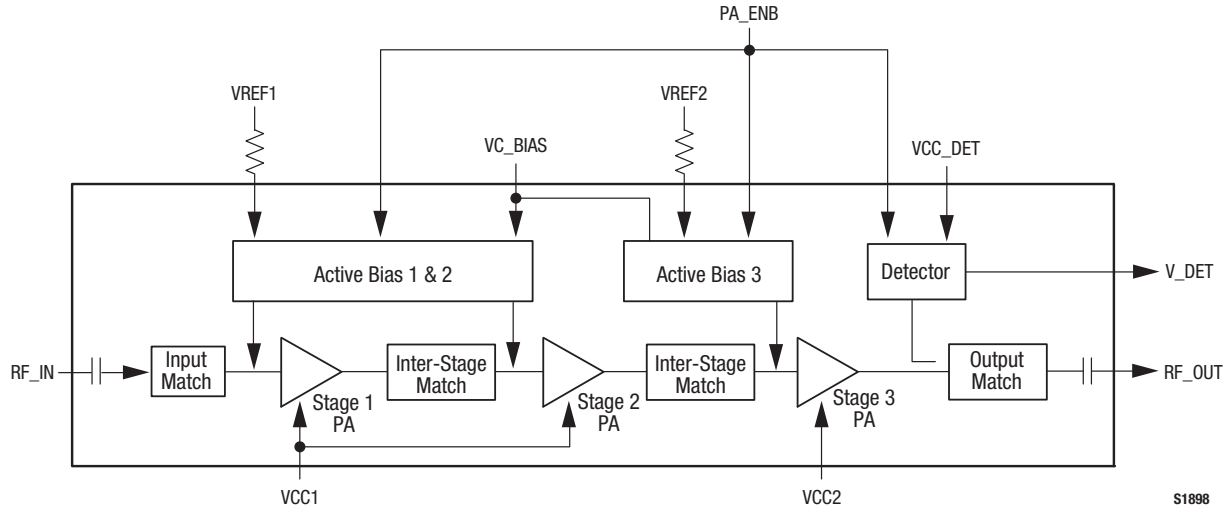 PA_ENB
VREF1
VREF2
VC_BIAS
VCC_DET
Active Bias 1 & 2
Active Bias 3
Detector
V_DET
RF_IN
Input
Match
Stage 1
PA
Inter-Stage
Match
Stage 2
PA
Inter-Stage
Match
Stage 3
PA
Output
Match
RF_OUT
VCC1
VCC2
S1898